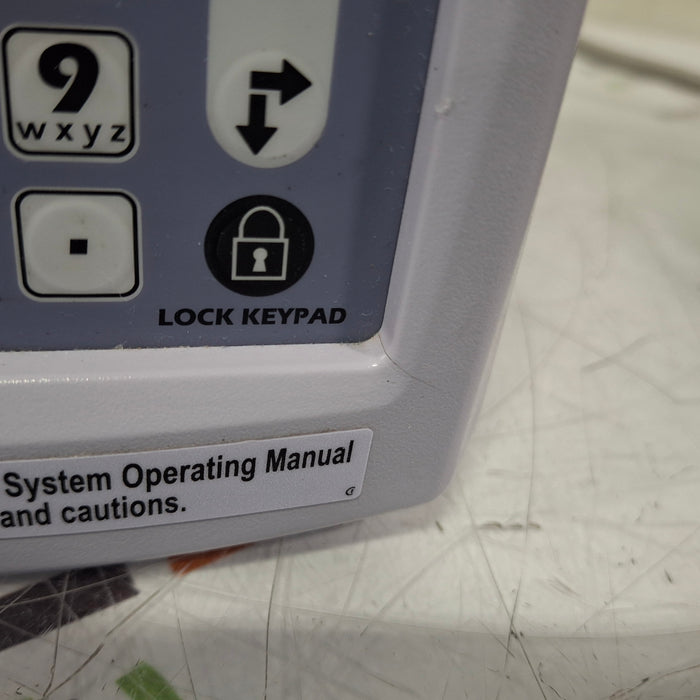 9
wxyz
LOCK KEYPAD
System Operating Manual
and cautions.